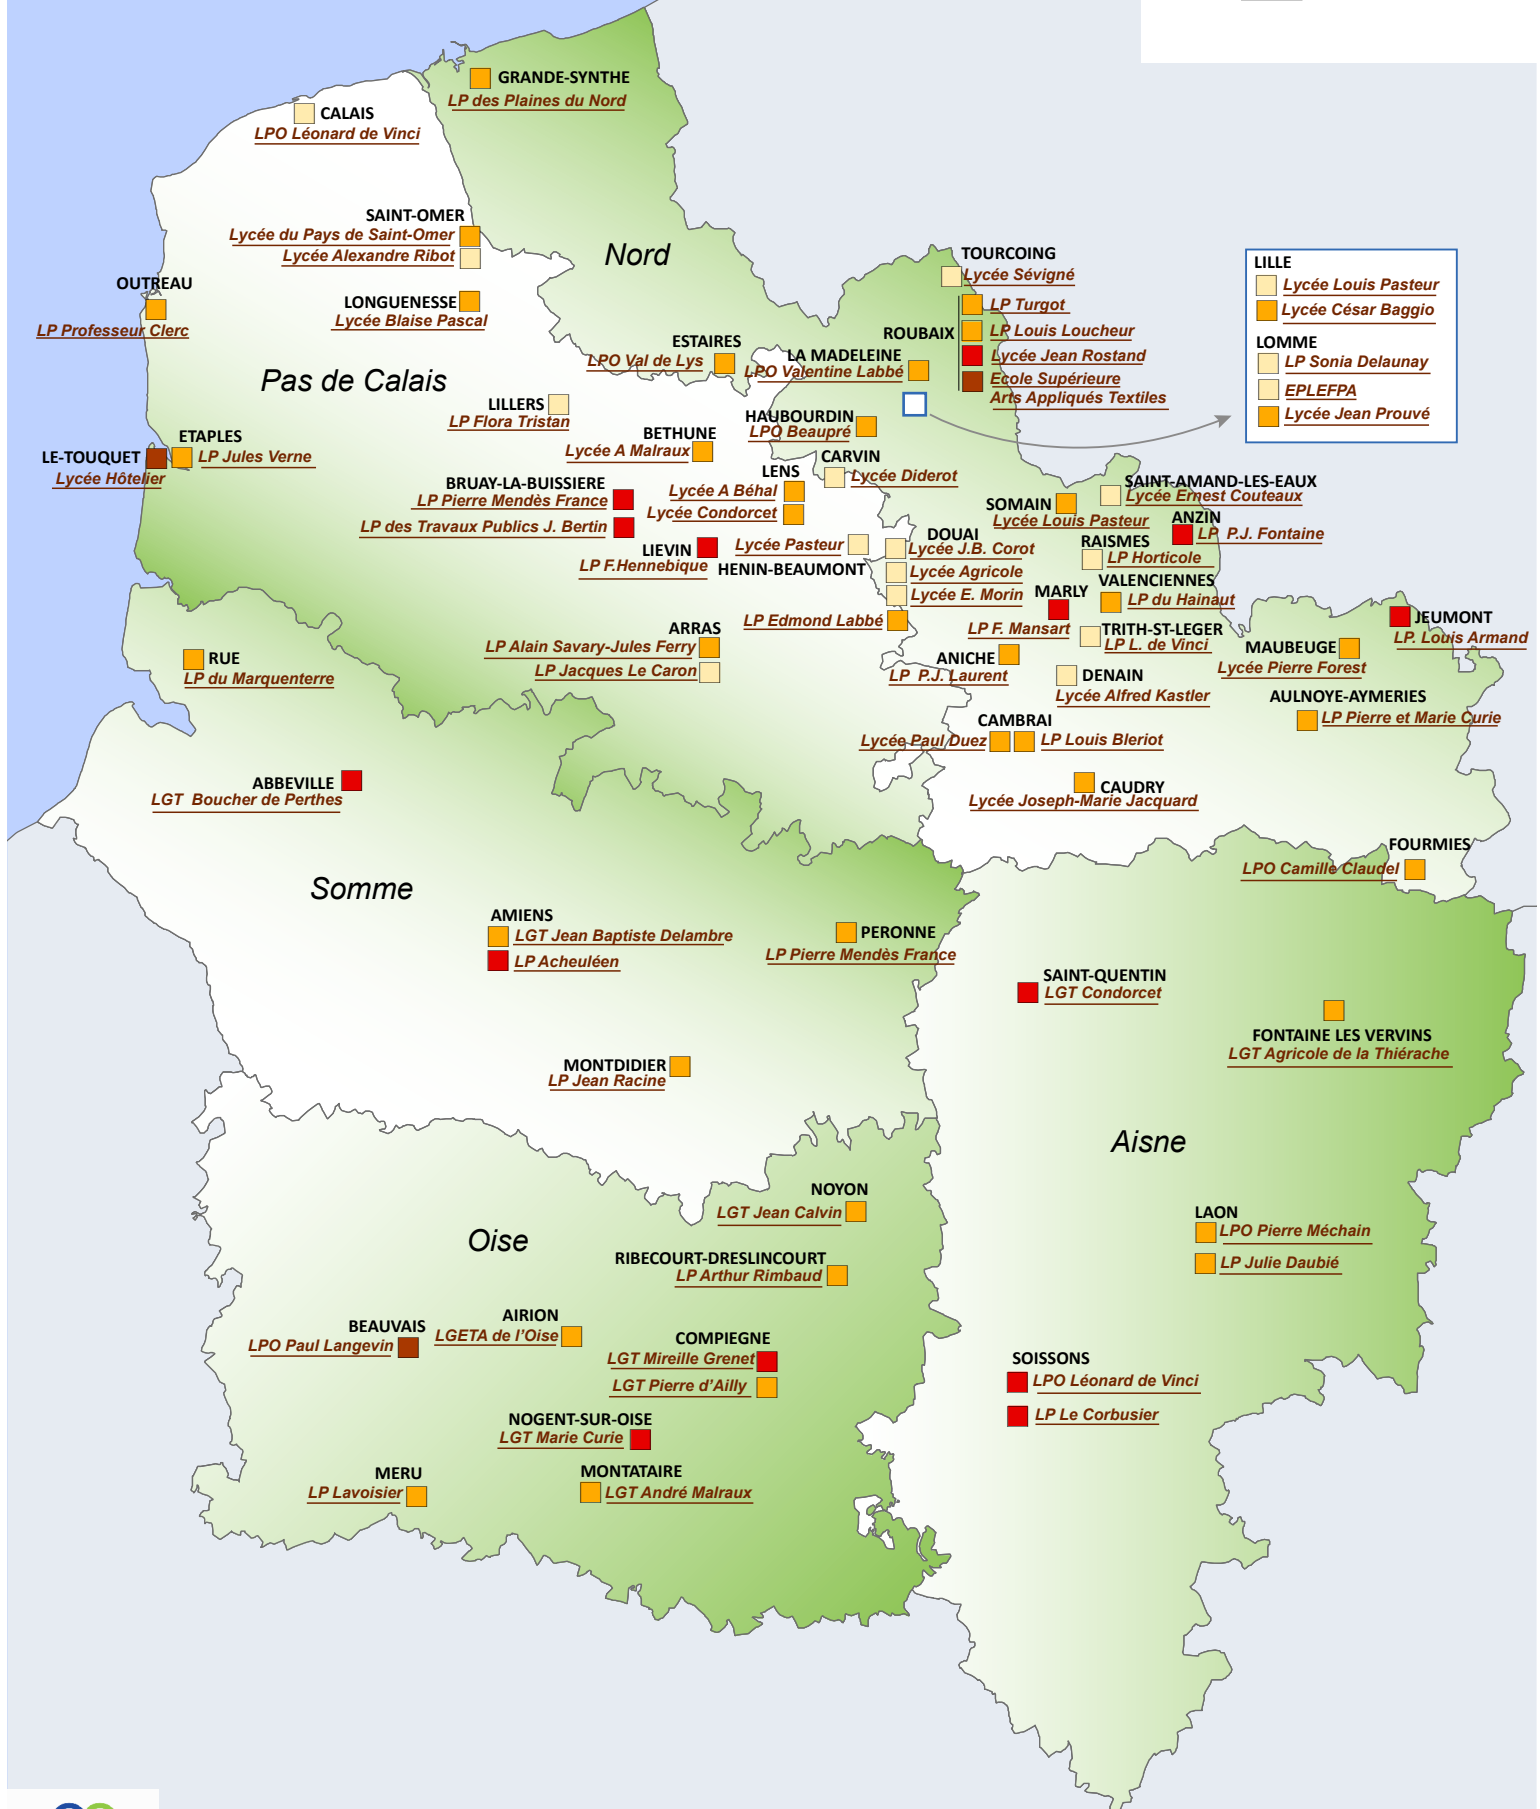 GRANDE-SYNTHE
LP des Plaines du Nord
CALAIS
LPO Léonard de Vinci
SAINT-OMER
Lycée du Pays de Saint-Omer
Lycée Alexandre Ribot
Nord
OUTREAU
LP Professeur Clerc
LONGUENESSE
Lycée Blaise Pascal
TOURCOING
Lycée Sévigné
ROUBAIX
LP Turgot
LP Louis Loucheur
Lycée Jean Rostand
Ecole Supérieure
Arts Appliqués Textiles
LILLE
Lycée Louis Pasteur
Lycée César Baggio
LOMME
LP Sonia Delaunay
EPLEFPA
Lycée Jean Prouvé
ESTAIRES
LPO Val de Lys
LA MADELEINE
LPO Valentine Labbé
Pas de Calais
LILLERS
LP Flora Tristan
HAUBOURDIN
LPO Beaupré
BETHUNE
Lycée A Malraux
ETAPLES
LP Jules Verne
LE-TOUQUET
Lycée Hôtelier
CARVIN
Lycée Diderot
LENS
Lycée A Béhal
Lycée Condorcet
BRUAY-LA-BUISSIERE
LP Pierre Mendès France
LP des Travaux Publics J. Bertin
SAINT-AMAND-LES-EAUX
Lycée Ernest Couteaux
SOMAIN
Lycée Louis Pasteur
ANZIN
LP P.J. Fontaine
LIEVIN
LP F.Hennebique
Lycée Pasteur
HENIN-BEAUMONT
DOUAI
Lycée J.B. Corot
Lycée Agricole
Lycée E. Morin
LP Edmond Labbé
RAISMES
LP Horticole
VALENCIENNES
LP du Hainaut
MARLY
LP F. Mansart
JEUMONT
LP. Louis Armand
TRITH-ST-LEGER
LP L. de Vinci
MAUBEUGE
Lycée Pierre Forest
ARRAS
LP Alain Savary-Jules Ferry
LP Jacques Le Caron
RUE
LP du Marquenterre
ANICHE
LP P.J. Laurent
DENAIN
Lycée Alfred Kastler
AULNOYE-AYMERIES
LP Pierre et Marie Curie
CAMBRAI
Lycée Paul Duez
LP Louis Bleriot
ABBEVILLE
LGT Boucher de Perthes
CAUDRY
Lycée Joseph-Marie Jacquard
FOURMIES
LPO Camille Claudel
Somme
AMIENS
LGT Jean Baptiste Delambre
LP Acheuléen
PERONNE
LP Pierre Mendès France
SAINT-QUENTIN
LGT Condorcet
FONTAINE LES VERVINS
LGT Agricole de la Thiérache
MONTDIDIER
LP Jean Racine
Aisne
NOYON
LGT Jean Calvin
LAON
LPO Pierre Méchain
LP Julie Daubié
Oise
RIBECOURT-DRESLINCOURT
LP Arthur Rimbaud
AIRION
LGETA de l'Oise
BEAUVAIS
LPO Paul Langevin
COMPIEGNE
LGT Mireille Grenet
LGT Pierre d'Ailly
SOISSONS
LPO Léonard de Vinci
LP Le Corbusier
NOGENT-SUR-OISE
LGT Marie Curie
MERU
LP Lavoisier
MONTATAIRE
LGT André Malraux